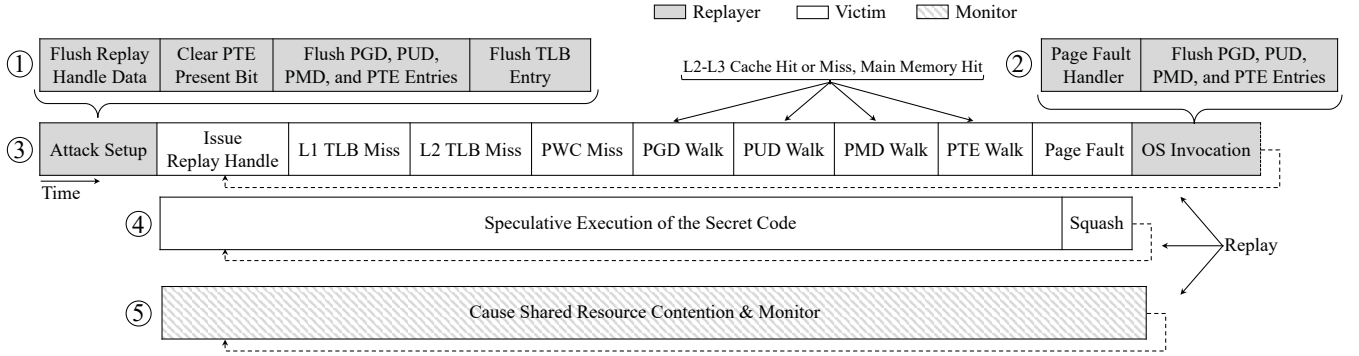 Replayer Victim Monitor
①
Flush Replay
Handle Data
Clear PTE
Present Bit
Flush PGD, PUD,
PMD, and PTE Entries
Flush TLB
Entry
L2-L3 Cache Hit or Miss, Main Memory Hit
②
Page Fault
Handler
Flush PGD, PUD,
PMD, and PTE Entries
③
Attack Setup
Issue
Replay Handle
L1 TLB Miss
L2 TLB Miss
PWC Miss
PGD Walk
PUD Walk
PMD Walk
PTE Walk
Page Fault
OS Invocation
Time
④
Speculative Execution of the Secret Code
Squash
Replay
⑤
Cause Shared Resource Contention & Monitor